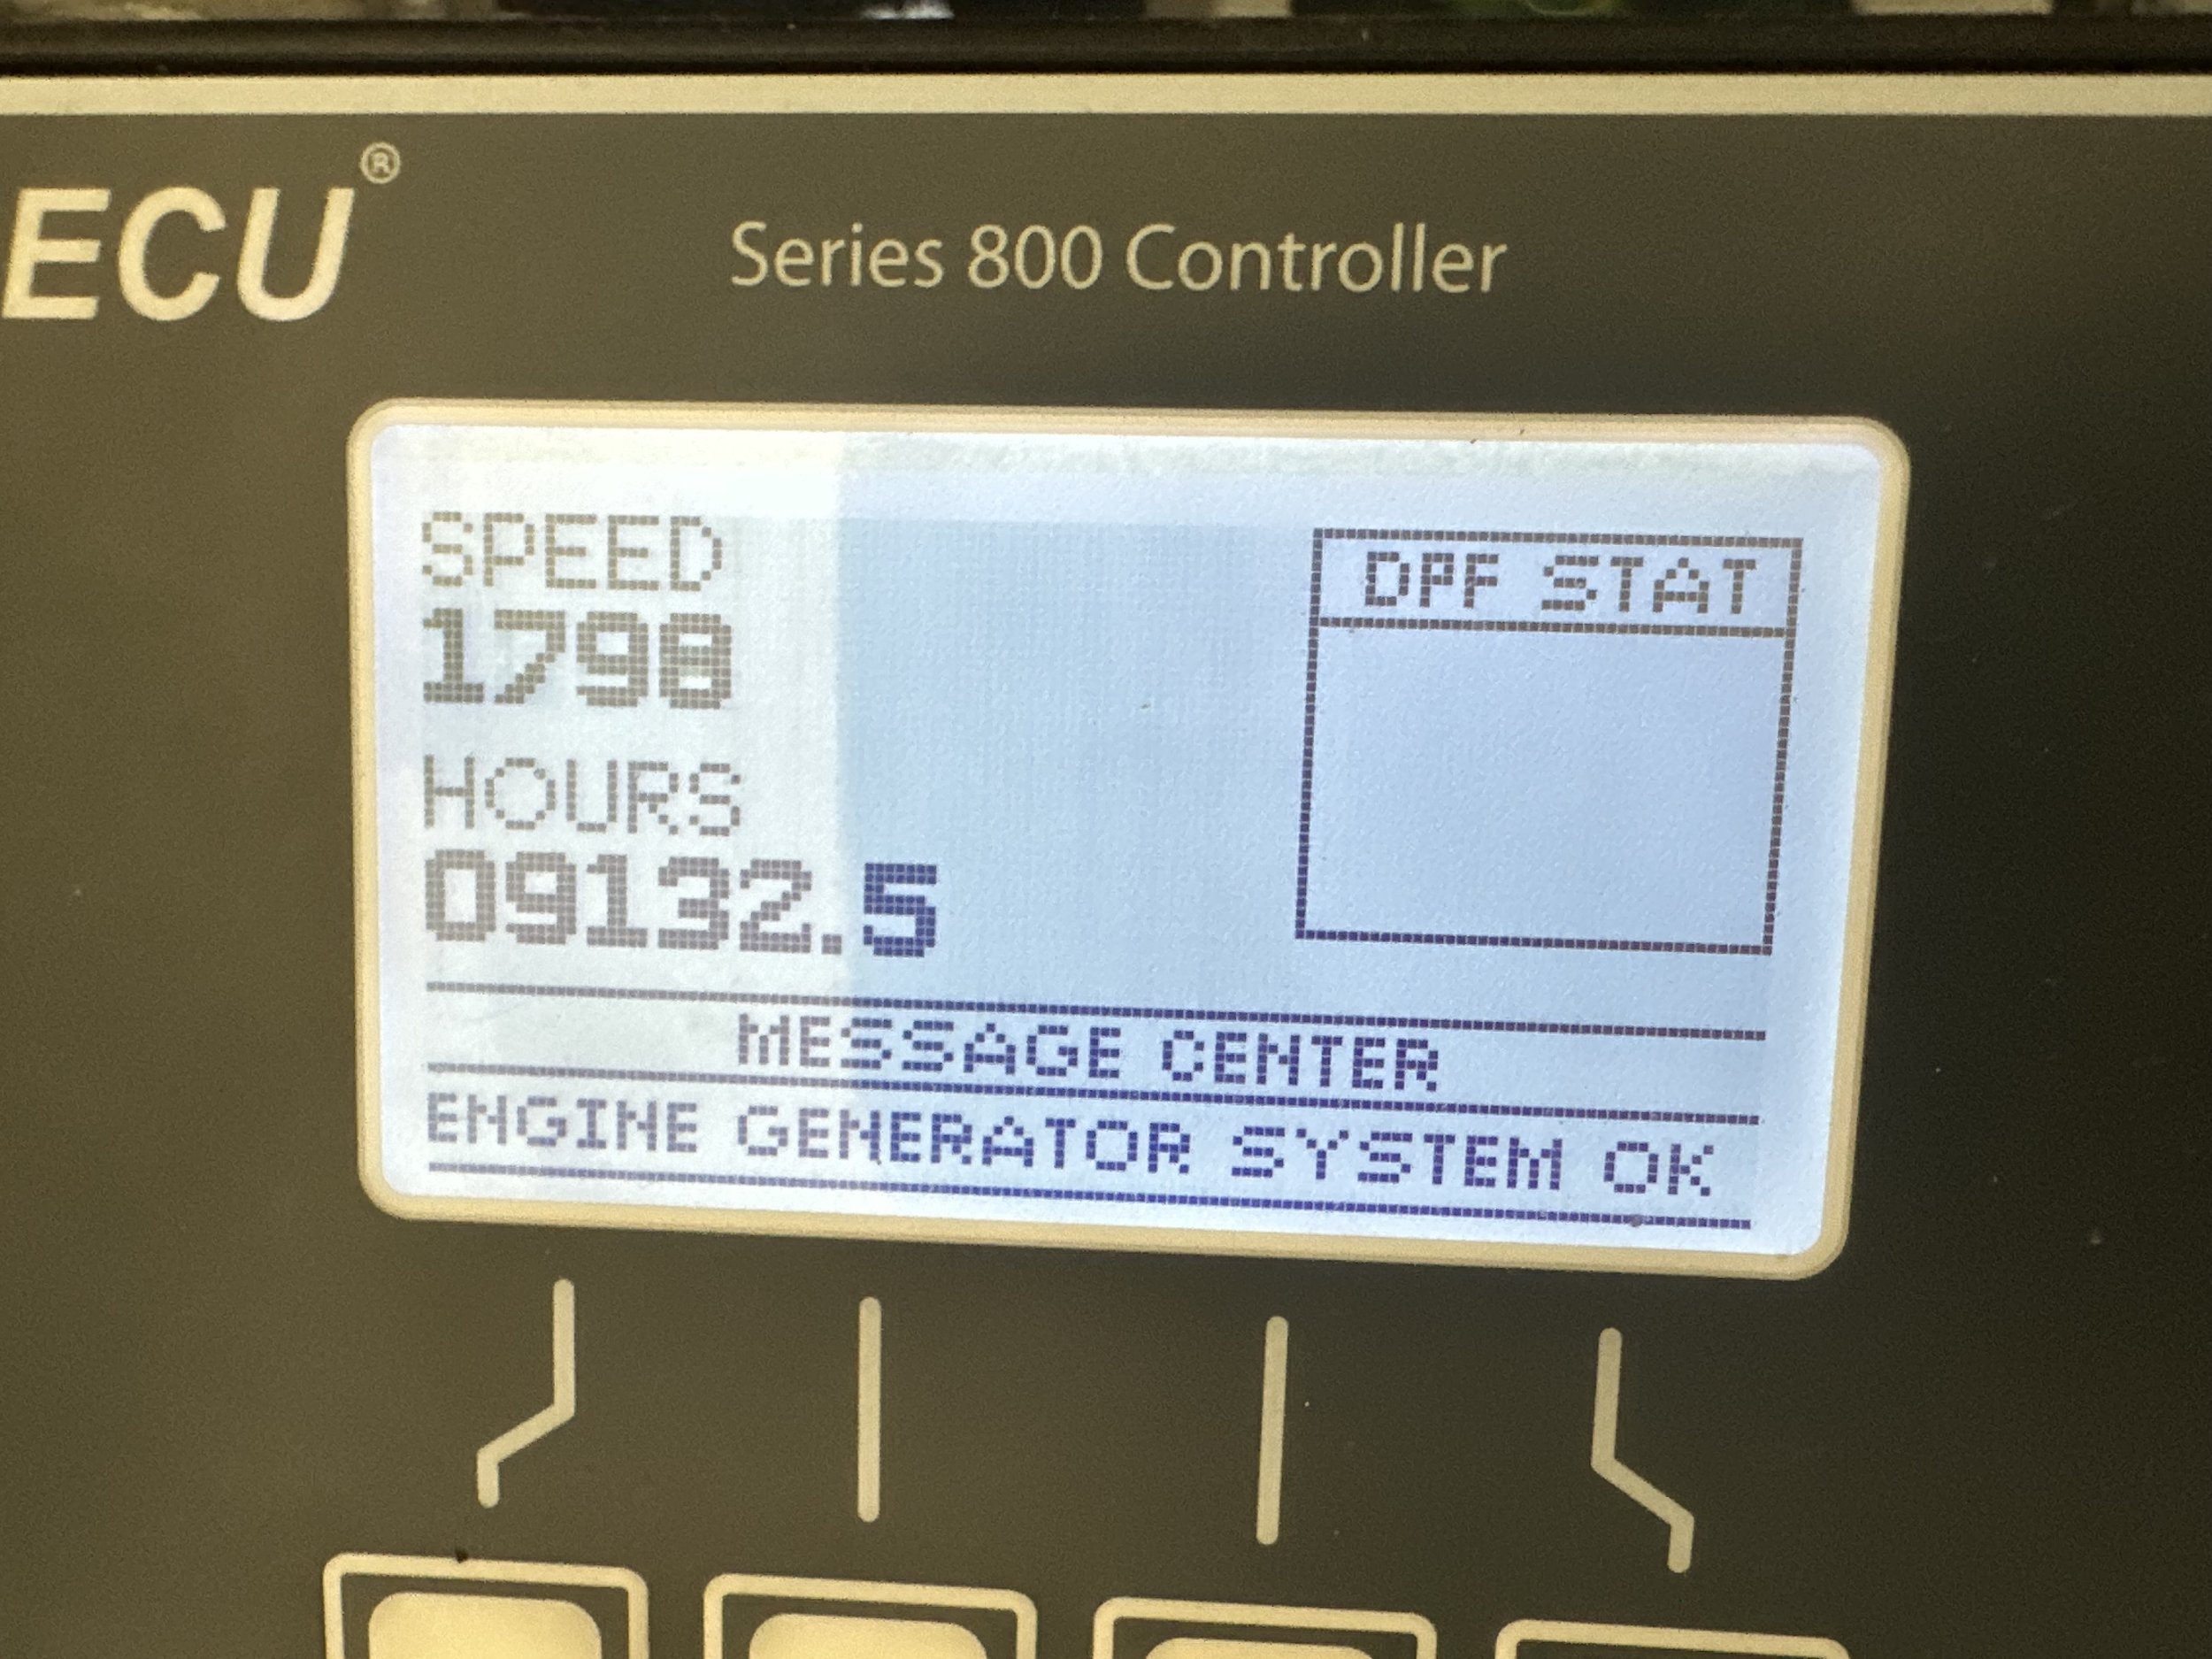 ECU®
Series 800 Controller
SPEED
1798
HOURS
09132.5
DPF STAT
MESSAGE CENTER
ENGINE GENERATOR SYSTEM OK